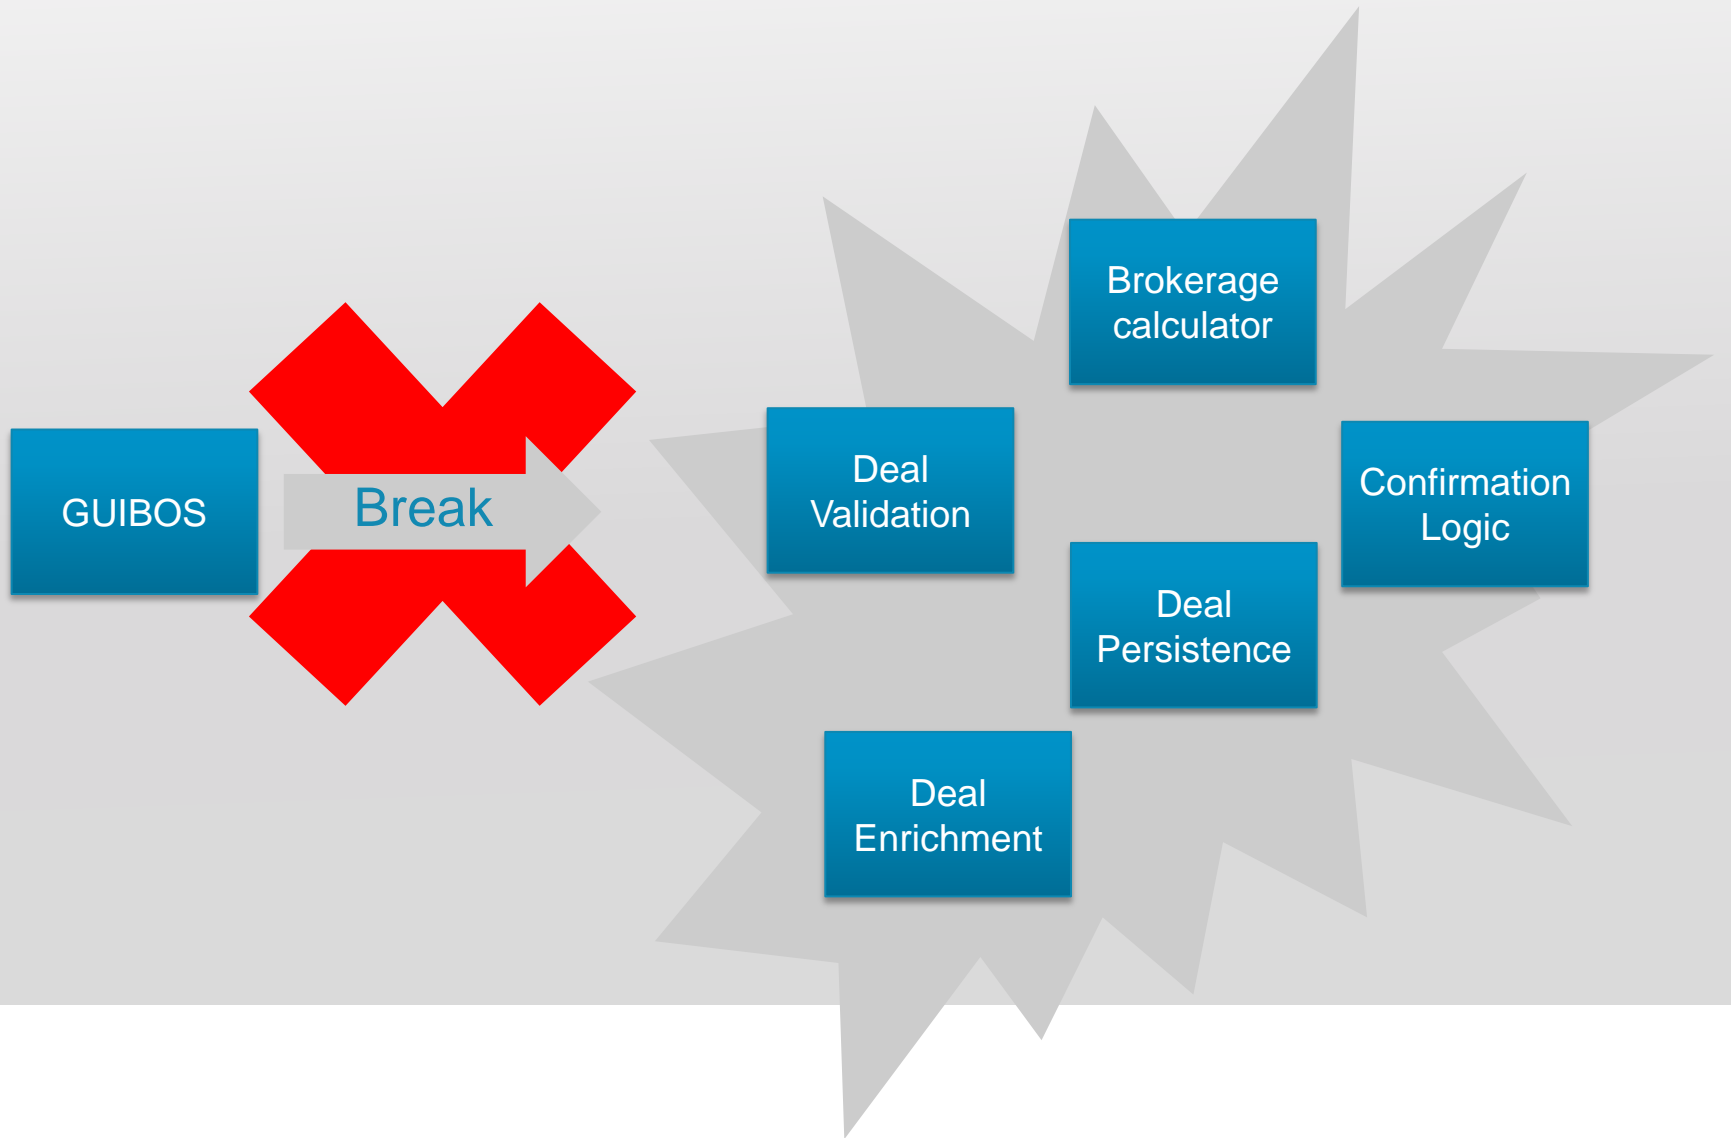 GUIBOS
Break
Deal
Validation
Brokerage
calculator
Confirmation
Logic
Deal
Persistence
Deal
Enrichment